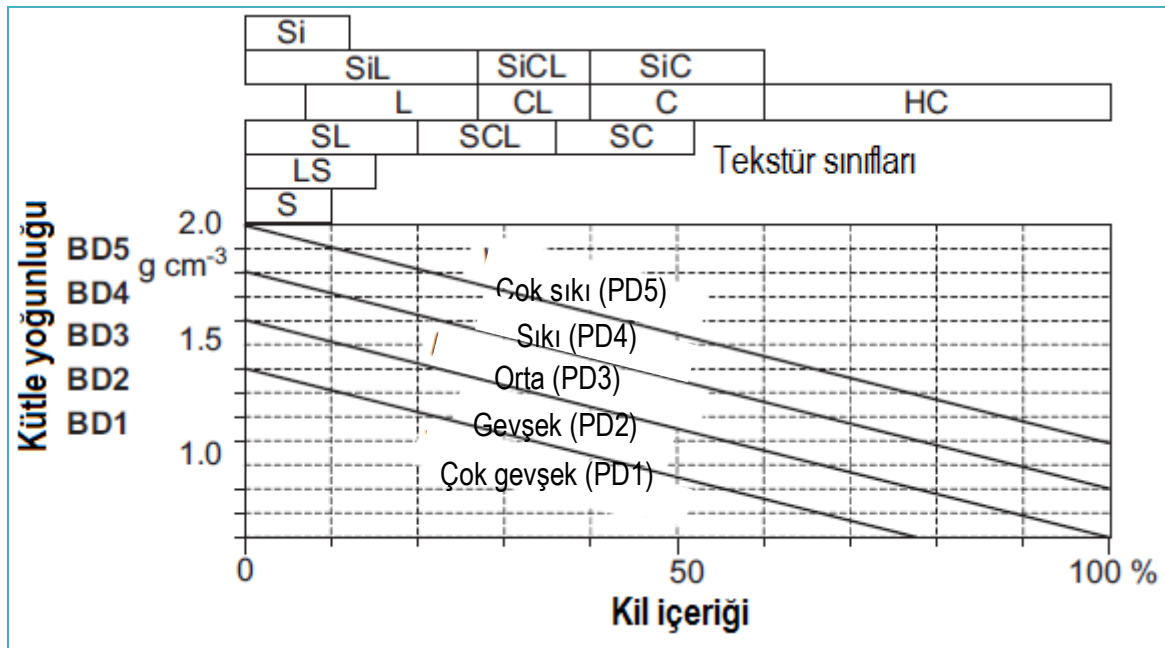 Si
SiL SiCL SiC
L CL C HC
SL SCL SC
Tekstür sınıfları
LS
S
Kütle yoğunluğu
2.0
BD5
g cm-3
BD4
Çok sıkı (PD5)
BD3
1.5
Sıkı (PD4)
BD2
Orta (PD3)
BD1
Gevşek (PD2)
1.0
Çok gevşek (PD1)
0 50 100 %
Kil içeriği